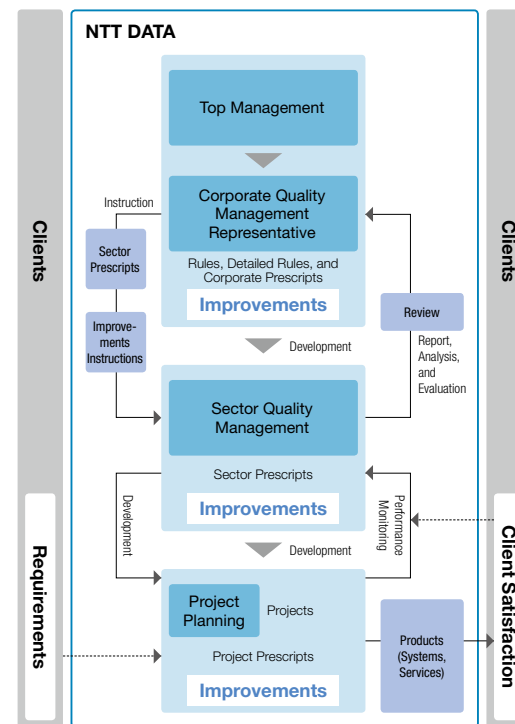 NTT DATA
Clients
Requirements
Top Management
Instruction
Corporate Quality
Management
Representative
Sector
Prescripts
Rules, Detailed Rules, and
Corporate Prescripts
Improvements
Improve-
ments
Instructions
Review
Report,
Analysis,
and
Evaluation
Development
Sector Quality
Management
Sector Prescripts
Improvements
Development
Performance
Monitoring
Development
Project
Planning
Projects
Project Prescripts
Improvements
Products
(Systems,
Services)
Clients
Client Satisfaction